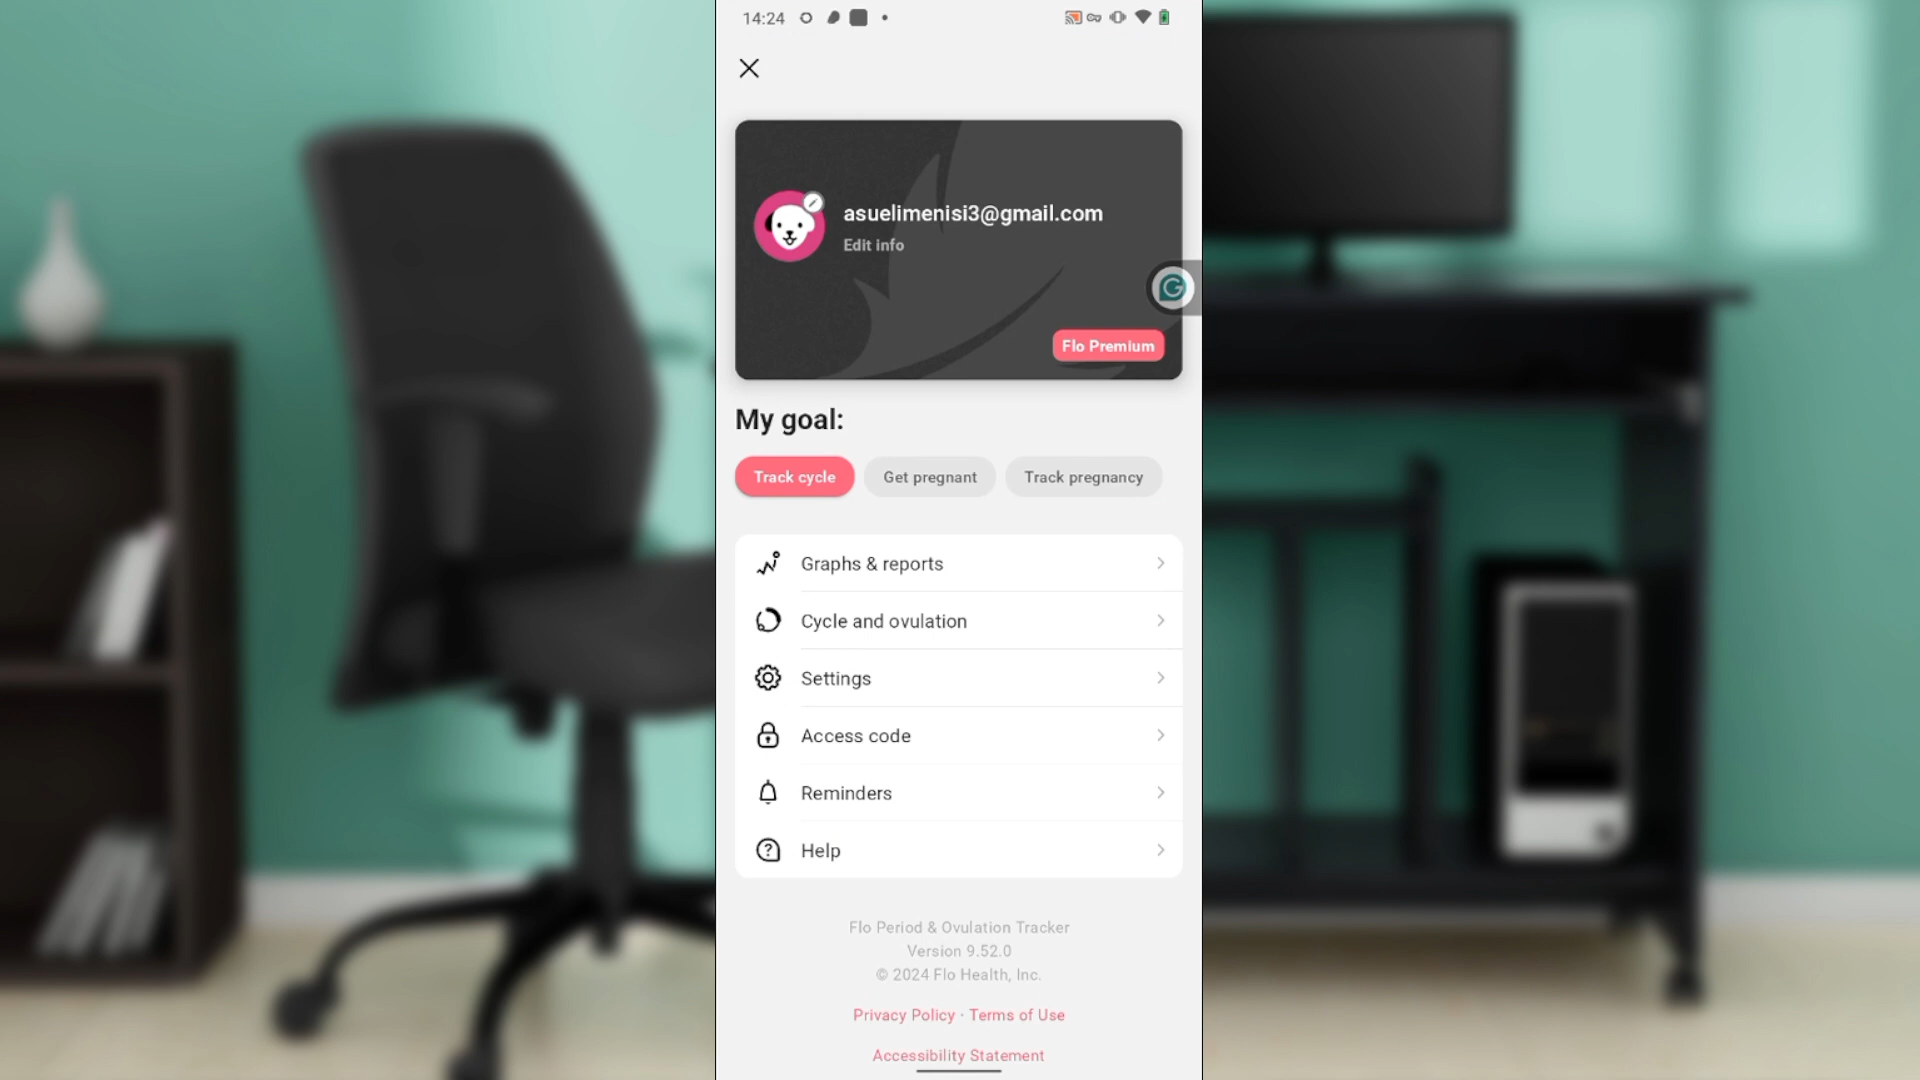 14:24
asuelimenisi3@gmail.com
Edit info
Flo Premium
My goal:
Track cycle
Get pregnant
Track pregnancy
Graphs & reports
Cycle and ovulation
Settings
Access code
Reminders
Help
Flo Period & Ovulation Tracker
Version 9.52.0
© 2024 Flo Health, Inc.
Privacy Policy · Terms of Use
Accessibility Statement